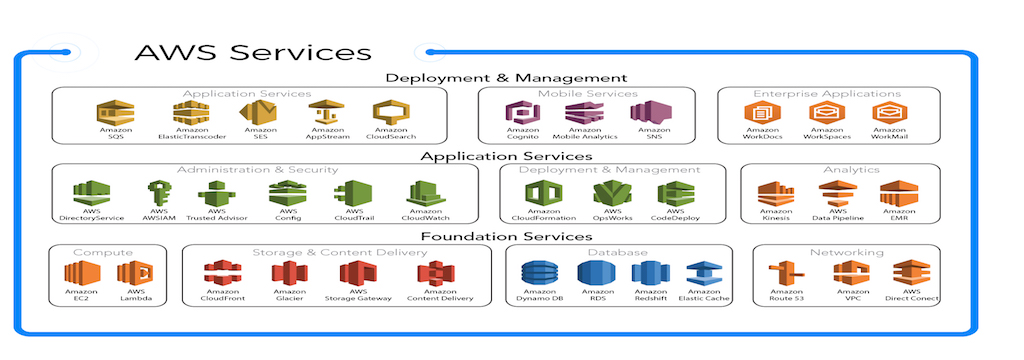 AWS Services
Deployment & Management
Application Services
Amazon SQS
Amazon ElasticTranscoder
Amazon SES
Amazon AppStream
Amazon CloudSearch
Mobile Services
Amazon Cognito
Amazon Mobile Analytics
Amazon SNS
Enterprise Applications
Amazon WorkDocs
Amazon WorkSpaces
Amazon WorkMail
Application Services
Administration & Security
AWS DirectoryService
AWS AWSIAM
AWS Trusted Advisor
AWS Config
AWS CloudTrail
Amazon CloudWatch
Deployment & Management
Amazon CloudFormation
AWS OpsWorks
AWS CodeDeploy
Analytics
Amazon Kinesis
AWS Data Pipeline
Amazon EMR
Foundation Services
Compute
Amazon EC2
AWS Lambda
Storage & Content Delivery
Amazon CloudFront
Amazon Glacier
AWS Storage Gateway
Amazon Content Delivery
Database
Amazon Dynamo DB
Amazon RDS
Amazon Redshift
Amazon Elastic Cache
Networking
Amazon Route 53
Amazon VPC
AWS Direct Conect